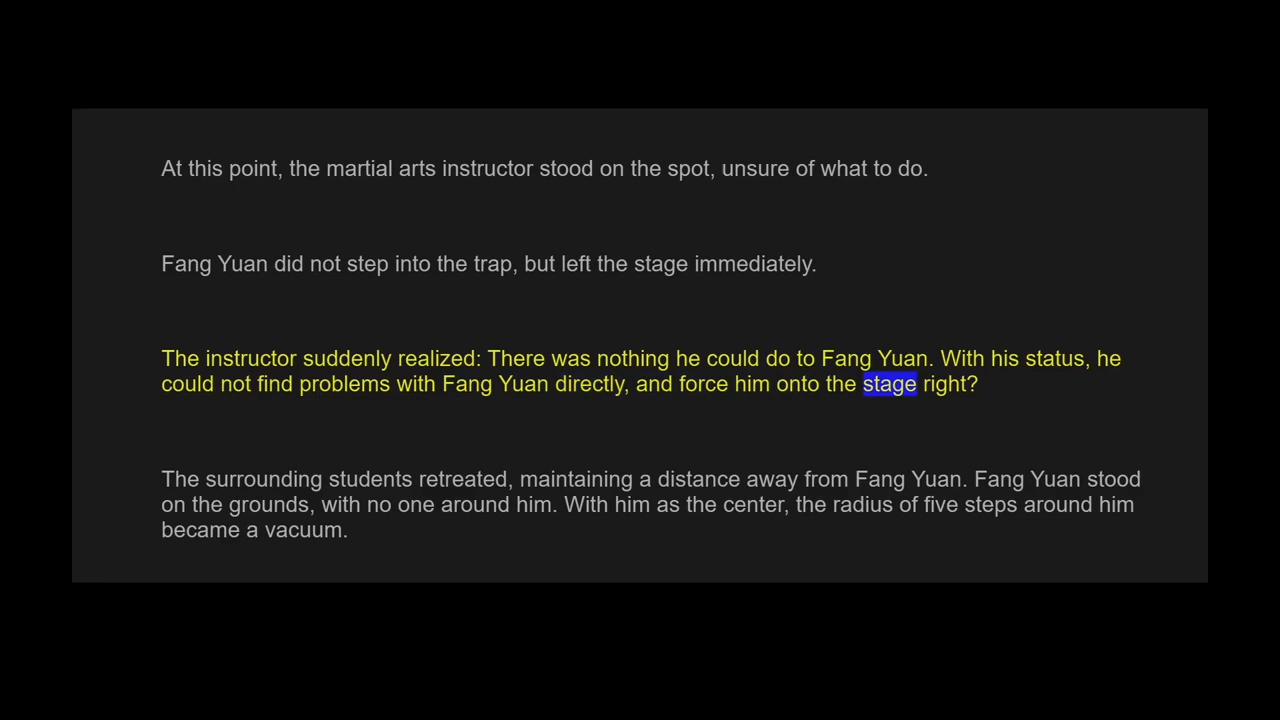 At this point, the martial arts instructor stood on the spot, unsure of what to do.
Fang Yuan did not step into the trap, but left the stage immediately.
The instructor suddenly realized: There was nothing he could do to Fang Yuan. With his status, he
could not find problems with Fang Yuan directly, and force him onto the stage right?
The surrounding students retreated, maintaining a distance away from Fang Yuan. Fang Yuan stood
on the grounds, with no one around him. With him as the center, the radius of five steps around him
became a vacuum.